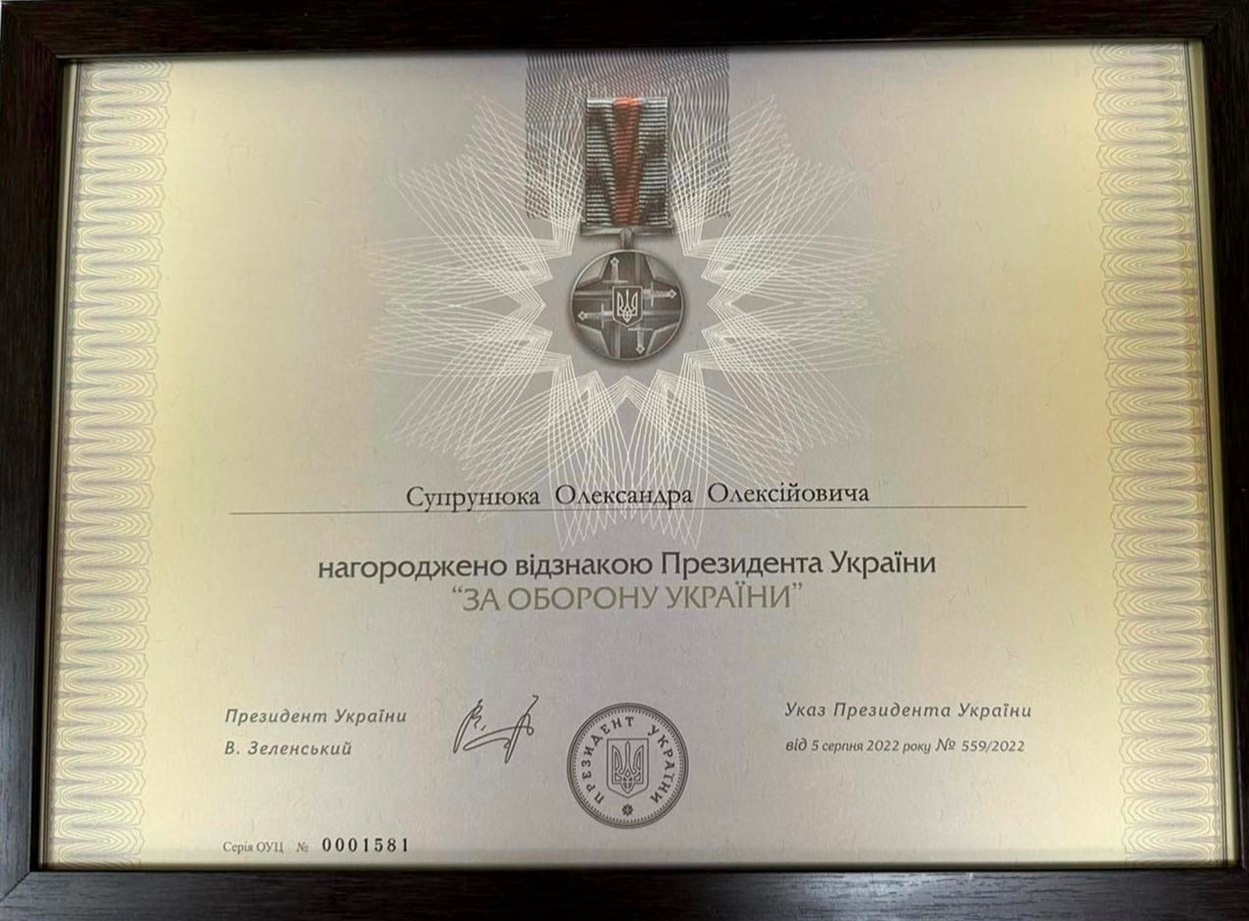 Супрунюка Олександра Олексійовича
нагороджено відзнакою Президента України
“ЗА ОБОРОНУ УКРАЇНИ”
Президент України
В. Зеленський
ПРЕЗИДЕНТ УКРАЇНИ
Указ Президента України
від 5 серпня 2022 року № 559/2022
Серія ОУЦ № 0001581